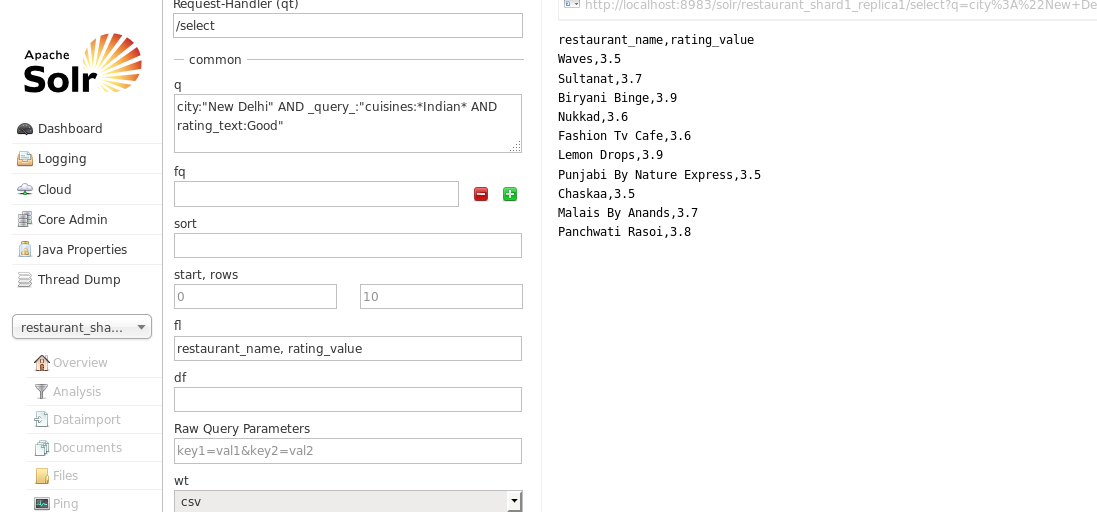 Request-Handler (qt)
/select
common
q
city:"New Delhi" AND _query_:"cuisines:*Indian* AND
rating_text:Good"
fq
sort
start, rows
0
10
fl
restaurant_name, rating_value
df
Raw Query Parameters
key1=val1&key2=val2
wt
csv
Apache
Solr
Dashboard
Logging
Cloud
Core Admin
Java Properties
Thread Dump
restaurant_sha...
Overview
Analysis
Dataimport
Documents
Files
Ping
http://localhost:8983/solr/restaurant_shard1_replica1/select?q=city%3A%22New+De
restaurant_name,rating_value
Waves,3.5
Sultanat,3.7
Biryani Binge,3.9
Nukkad,3.6
Fashion Tv Cafe,3.6
Lemon Drops,3.9
Punjabi By Nature Express,3.5
Chaskaa,3.5
Malais By Anands,3.7
Panchwati Rasoi,3.8